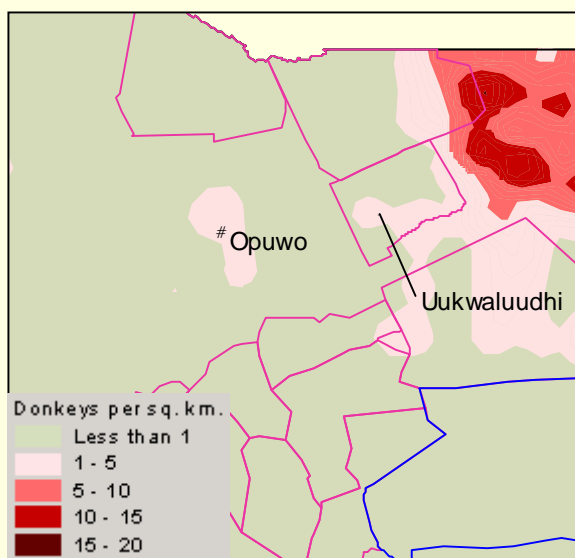 # Opuwo
Uukwaluudhi
Donkeys per sq. km.
Less than 1
1 - 5
5 - 10
10 - 15
15 - 20